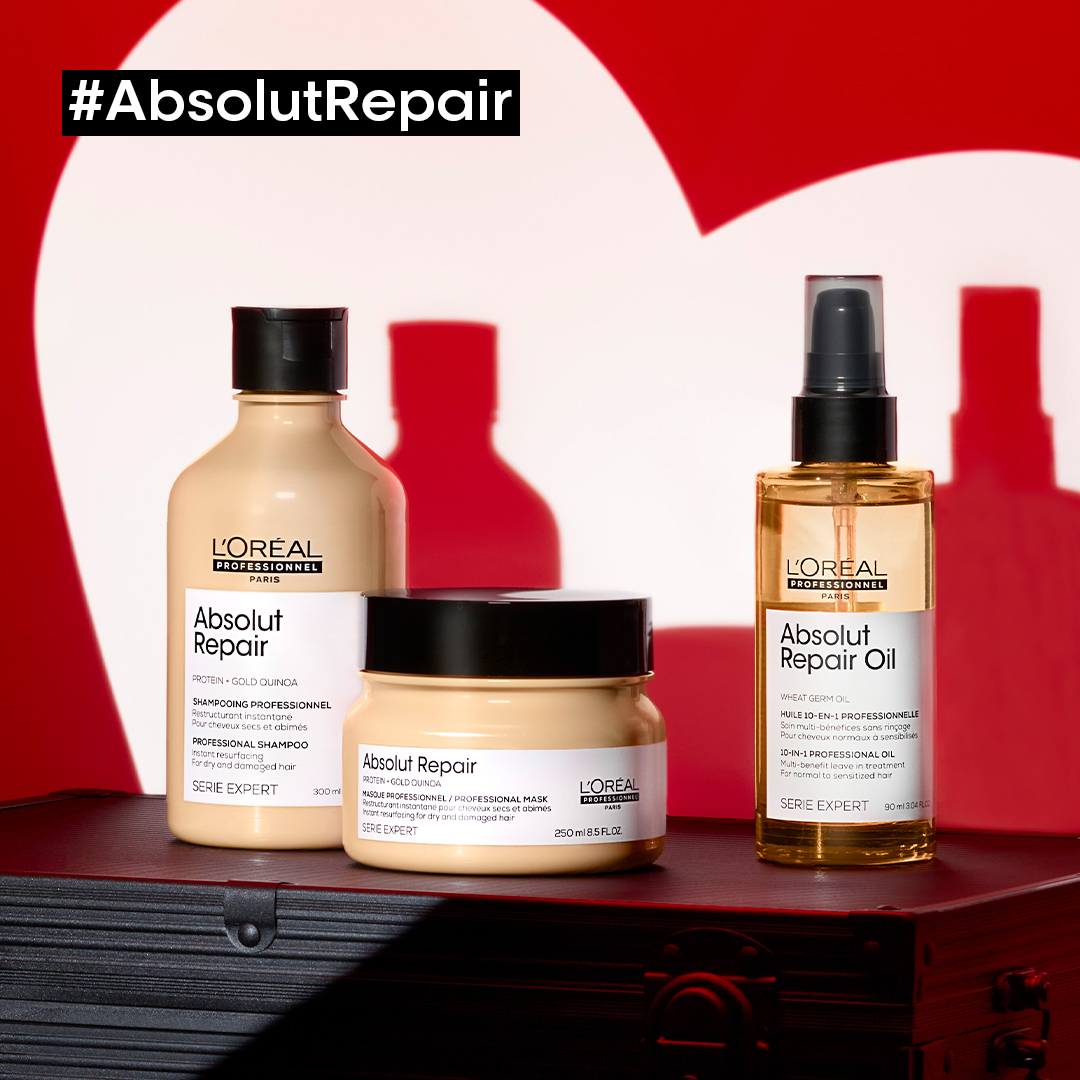 #AbsolutRepair
L'ORÉAL
PROFESSIONNEL
PARIS
Absolut
Repair
PROTEIN + GOLD QUINOA
SHAMPOOING PROFESSIONNEL
Restructurant instantané
Pour cheveux secs et abimés
PROFESSIONAL SHAMPOO
Instant resurfacing
For dry and damaged hair
SERIE EXPERT
300 ml
Absolut Repair
PROTEIN + GOLD QUINOA
MASQUE PROFESSIONNEL / PROFESSIONAL MASK
Restructurant instantané pour cheveux secs et abimés
Instant resurfacing for dry and damaged hair
SERIE EXPERT
L'ORÉAL
PROFESSIONNEL
PARIS
250 ml 8.5 FL.OZ.
L'ORÉAL
PROFESSIONNEL
PARIS
Absolut
Repair Oil
WHEAT GERM OIL
HUILE 10-EN-1 PROFESSIONNELLE
Soin multi-bénéfices sans rinçage
Pour cheveux normaux à sensibilisés
10-IN-1 PROFESSIONAL OIL
Multi-benefit leave in treatment
For normal to sensitized hair
SERIE EXPERT
90 ml 3.04 FL.OZ